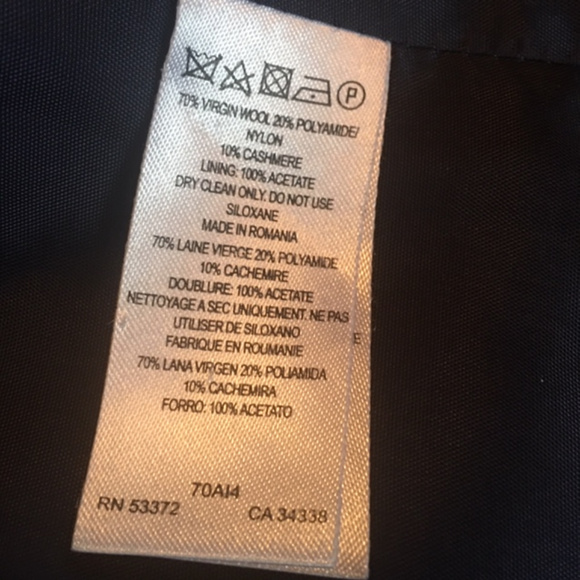 P
70% VIRGIN WOOL 20% POLYAMIDE/
NYLON
10% CASHMERE
LINING: 100% ACETATE
DRY CLEAN ONLY. DO NOT USE
SILOXANE
MADE IN ROMANIA
70% LAINE VIERGE 20% POLYAMIDE
10% CACHEMIRE
DOUBLURE: 100% ACETATE
NETTOYAGE A SEC UNIQUEMENT. NE PAS
UTILISER DE SILOXANO
FABRIQUE EN ROUMANIE
70% LANA VIRGEN 20% POLIAMIDA
10% CACHEMIRA
FORRO: 100% ACETATO
E
70AI4
RN 53372
CA 34338